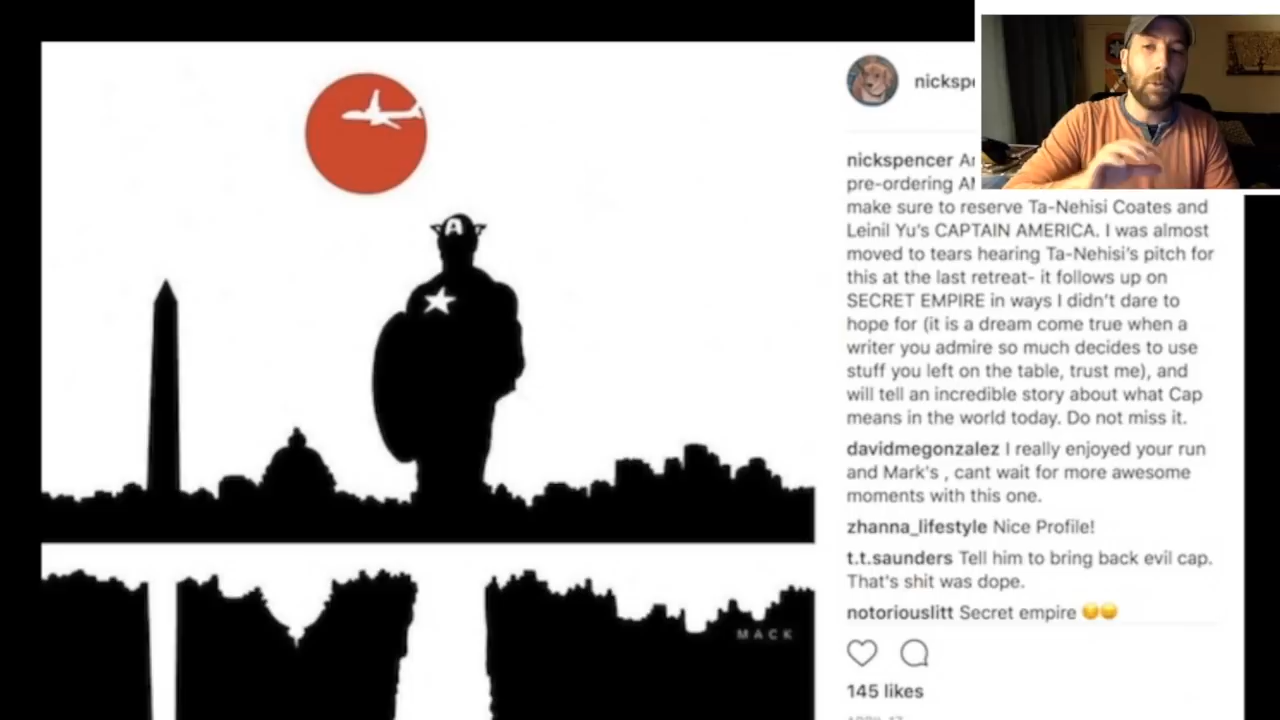 A
MACK
nickspe
nickspencer
pre-ordering
make sure to reserve Ta-Nehisi Coates and
Leinil Yu's CAPTAIN AMERICA. I was almost
moved to tears hearing Ta-Nehisi's pitch for
this at the last retreat- it follows up on
SECRET EMPIRE in ways I didn't dare to
hope for (it is a dream come true when a
writer you admire so much decides to use
stuff you left on the table, trust me), and
will tell an incredible story about what Cap
means in the world today. Do not miss it.
davidmegonzalez I really enjoyed your run
and Mark's , cant wait for more awesome
moments with this one.
zhanna_lifestyle Nice Profile!
t.t.saunders Tell him to bring back evil cap.
That's shit was dope.
notoriouslitt Secret empire 😞😞
145 likes